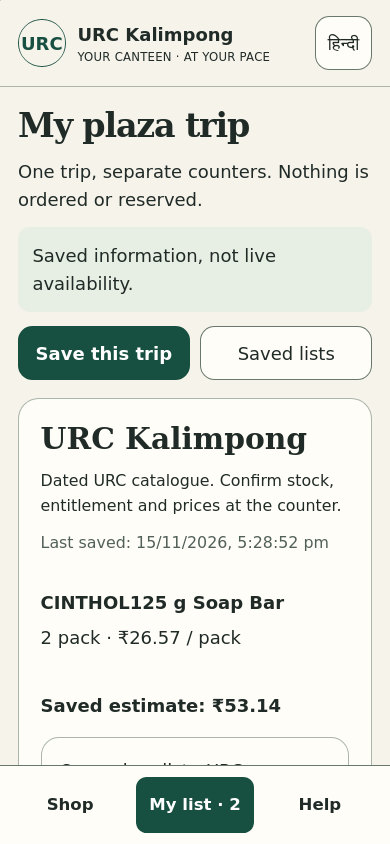 URC
URC Kalimpong
YOUR CANTEEN · AT YOUR PACE
हिन्दी
My plaza trip
One trip, separate counters. Nothing is
ordered or reserved.
Saved information, not live
availability.
Save this trip
Saved lists
URC Kalimpong
Dated URC catalogue. Confirm stock,
entitlement and prices at the counter.
Last saved: 15/11/2026, 5:28:52 pm
CINTHOL125 g Soap Bar
2 pack · ₹26.57 / pack
Saved estimate: ₹53.14
Shop
My list · 2
Help